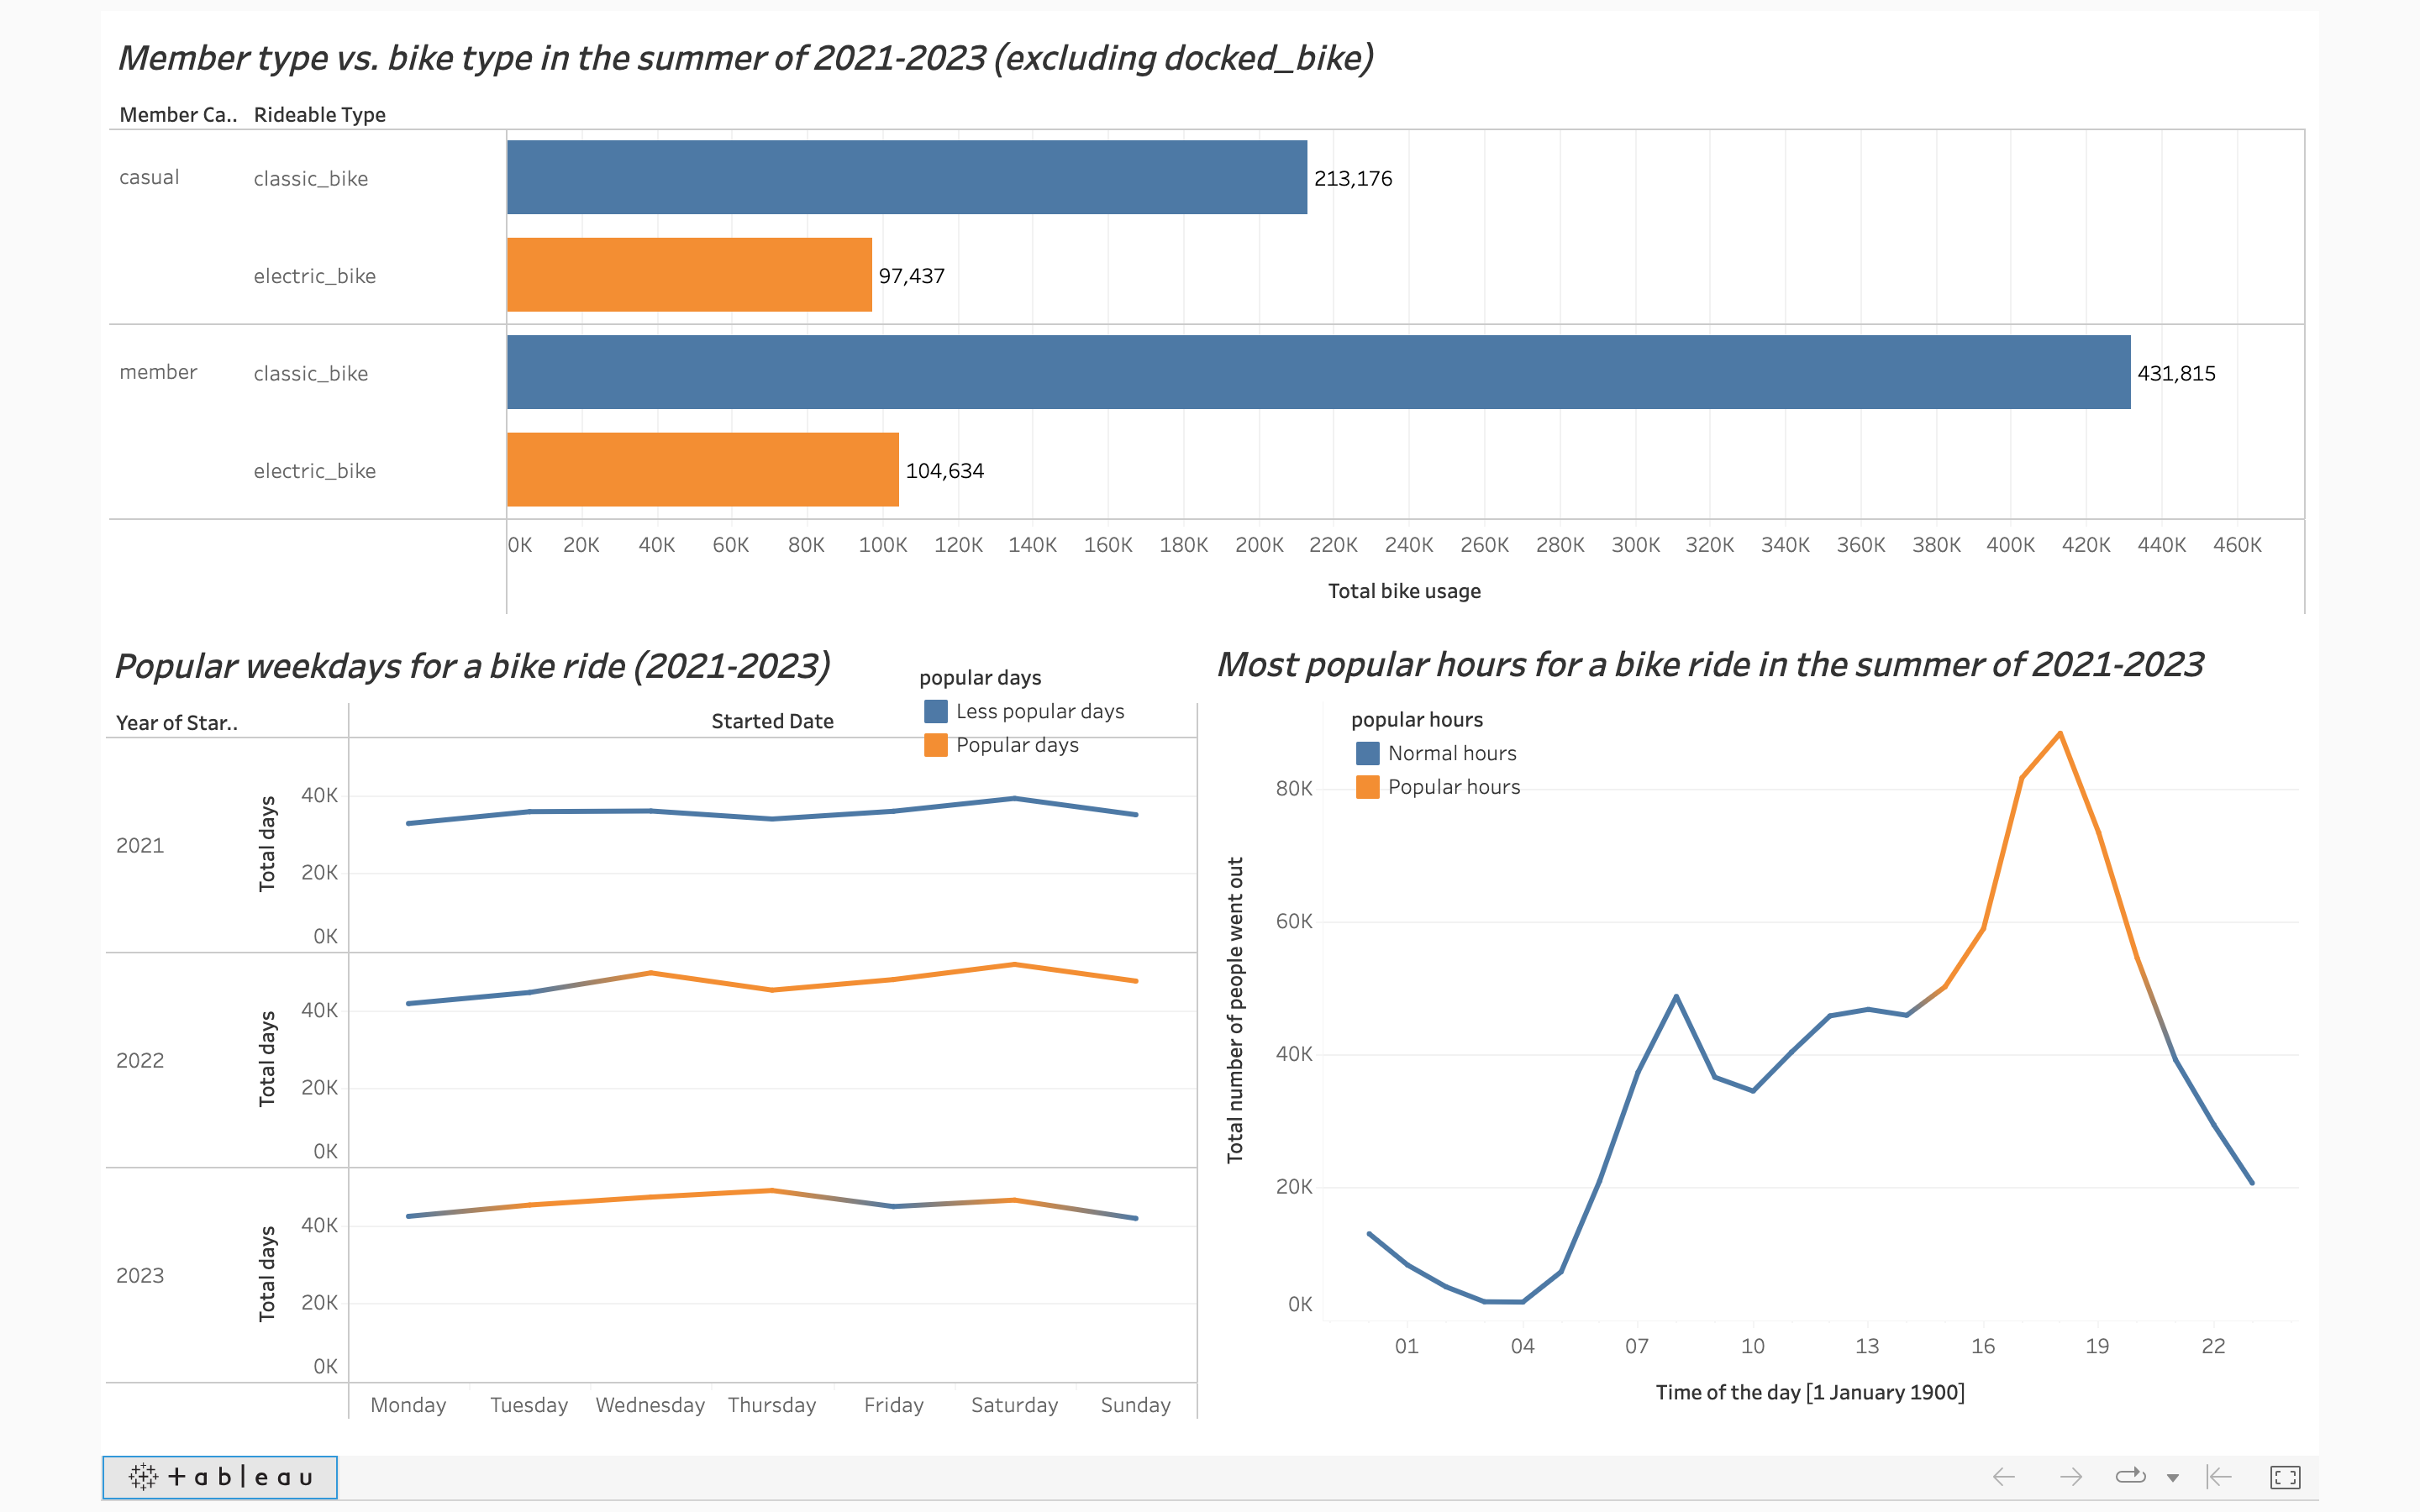 Member type vs. bike type in the summer of 2021-2023 (excluding docked_bike)
Member Ca.. Rideable Type
casual classic_bike 213,176
electric_bike 97,437
member classic_bike 431,815
electric_bike 104,634
0K 20K 40K 60K 80K 100K 120K 140K 160K 180K 200K 220K 240K 260K 280K 300K 320K 340K 360K 380K 400K 420K 440K 460K
Total bike usage
Popular weekdays for a bike ride (2021-2023)
popular days
Less popular days
Popular days
Year of Star.. Started Date
2021
Total days
40K
20K
0K
2022
Total days
40K
20K
0K
2023
Total days
40K
20K
0K
Monday Tuesday Wednesday Thursday Friday Saturday Sunday
Most popular hours for a bike ride in the summer of 2021-2023
popular hours
Normal hours
Popular hours
Total number of people went out
80K
60K
40K
20K
0K
01 04 07 10 13 16 19 22
Time of the day [1 January 1900]
+ableau